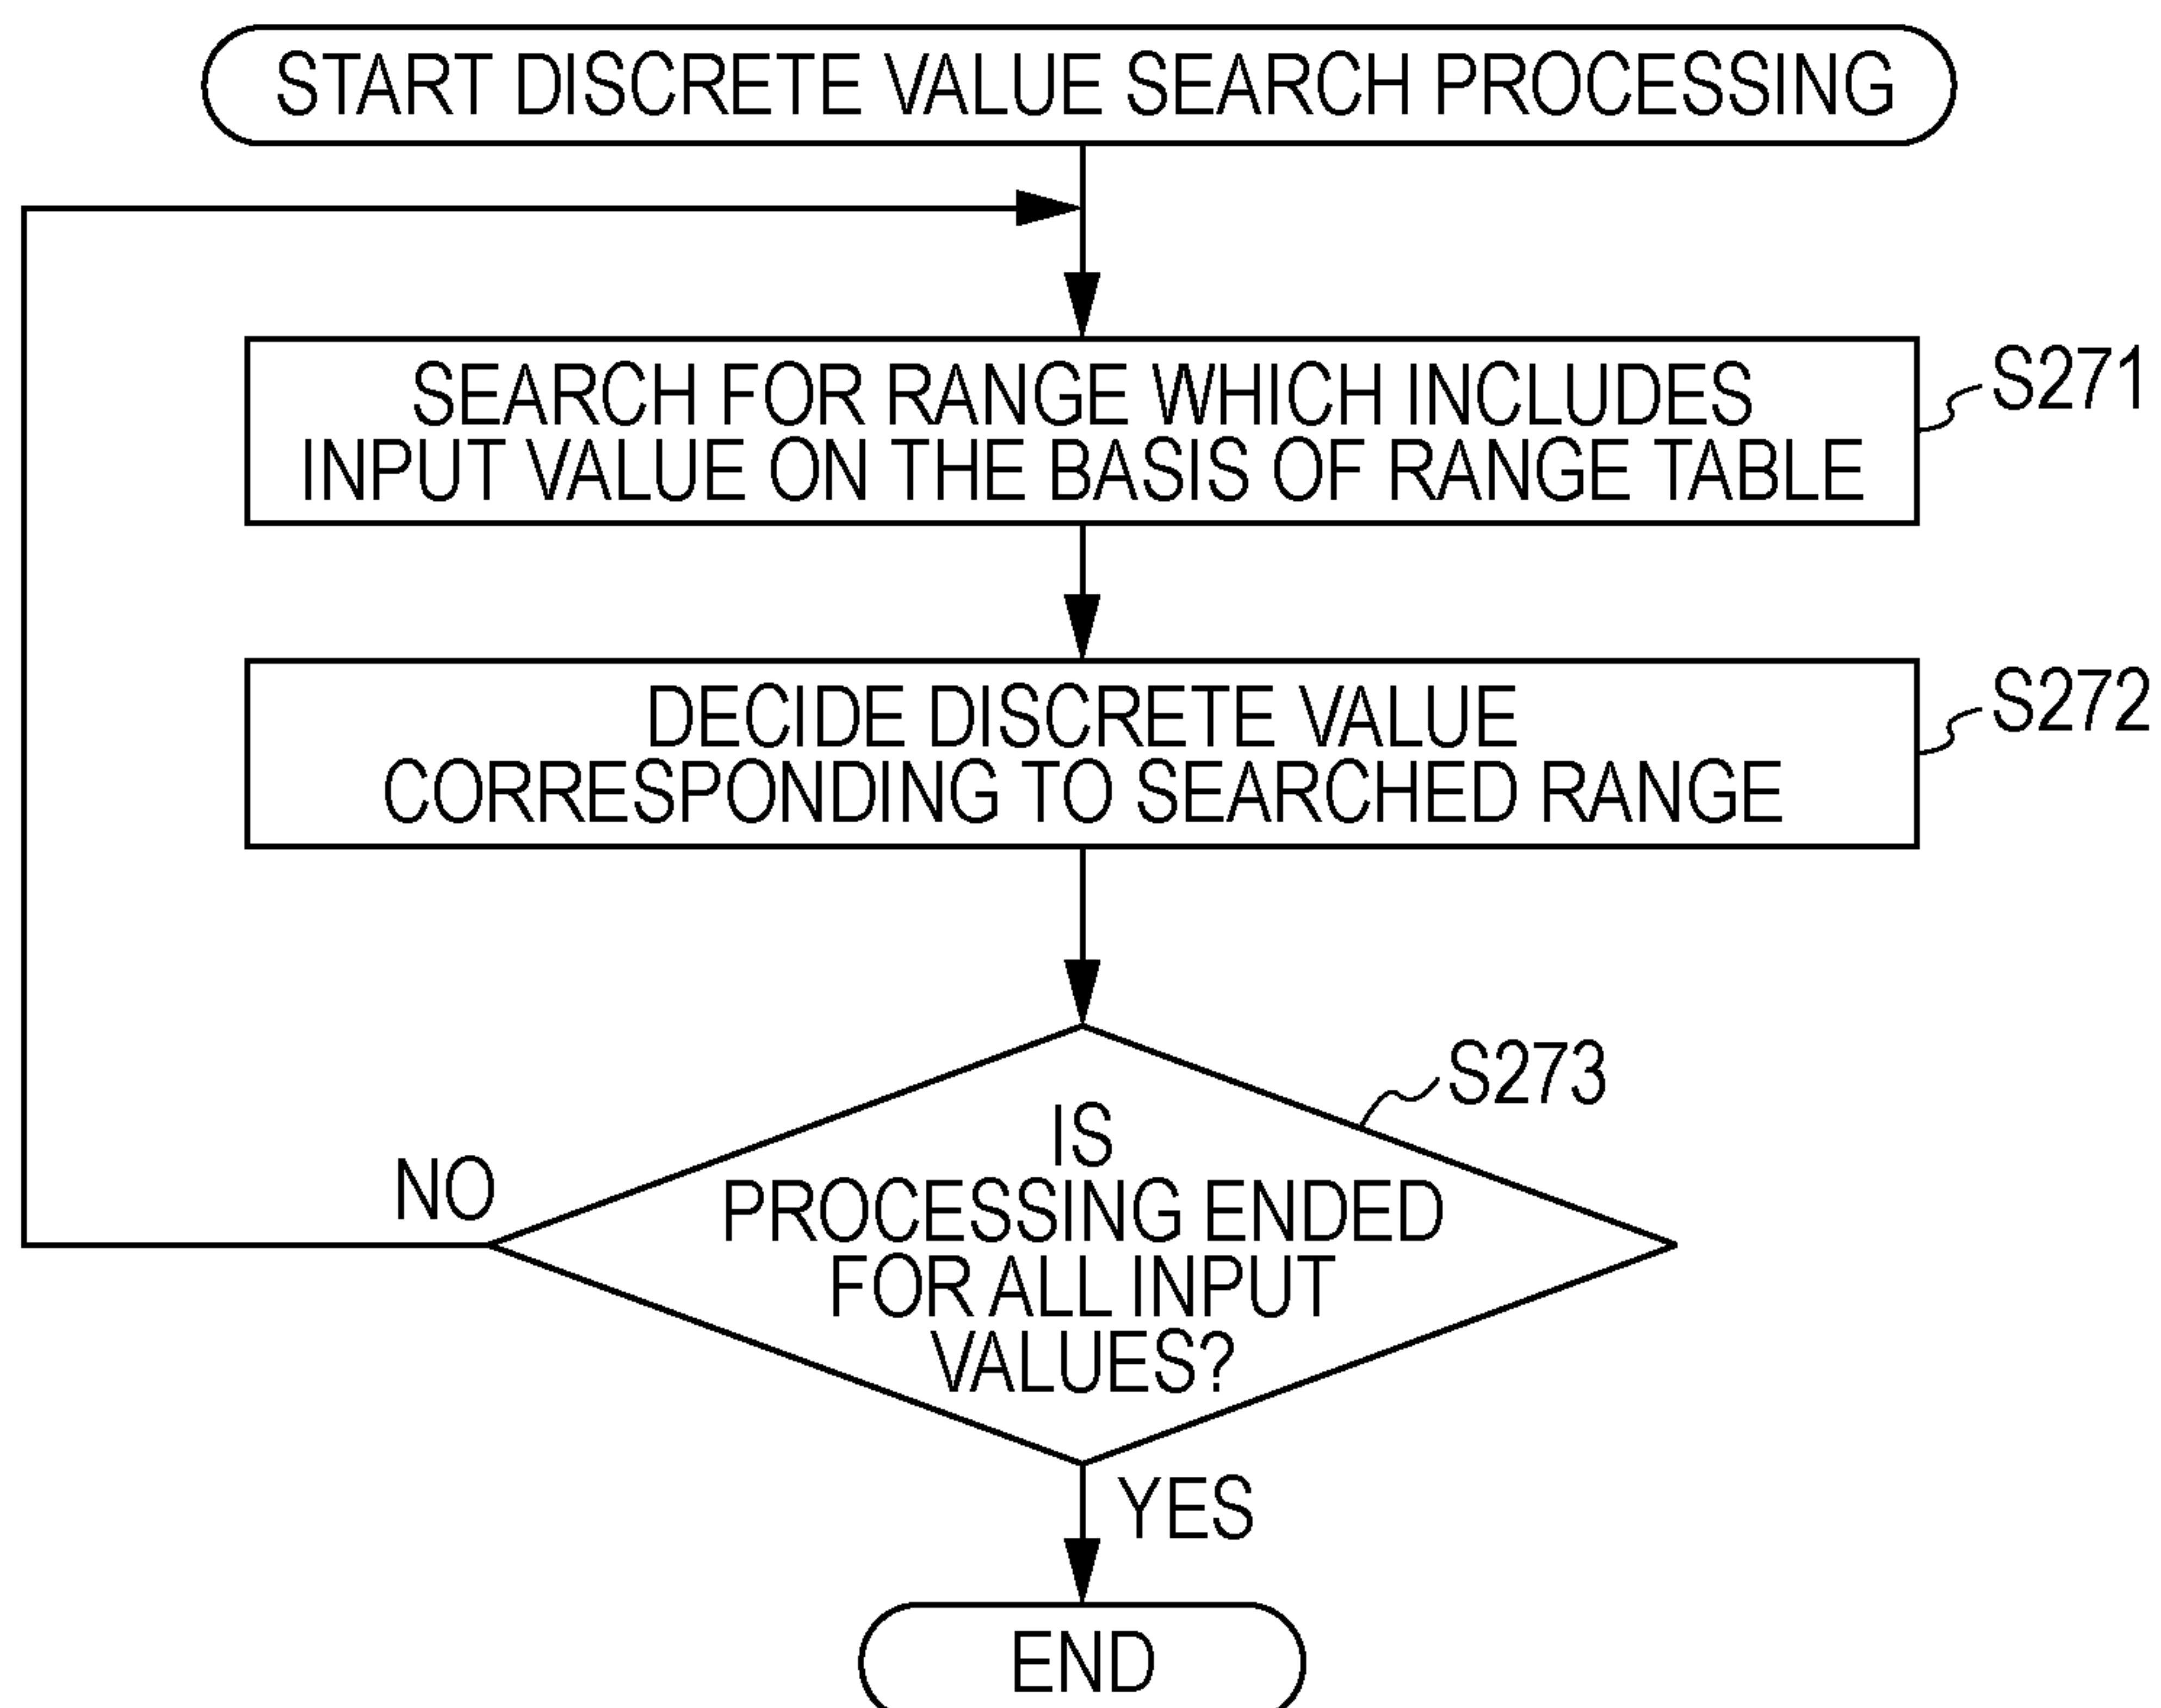 START DISCRETE VALUE SEARCH PROCESSING
SEARCH FOR RANGE WHICH INCLUDES
INPUT VALUE ON THE BASIS OF RANGE TABLE
S271
DECIDE DISCRETE VALUE
CORRESPONDING TO SEARCHED RANGE
S272
S273
IS
PROCESSING ENDED
FOR ALL INPUT
VALUES?
NO
YES
END